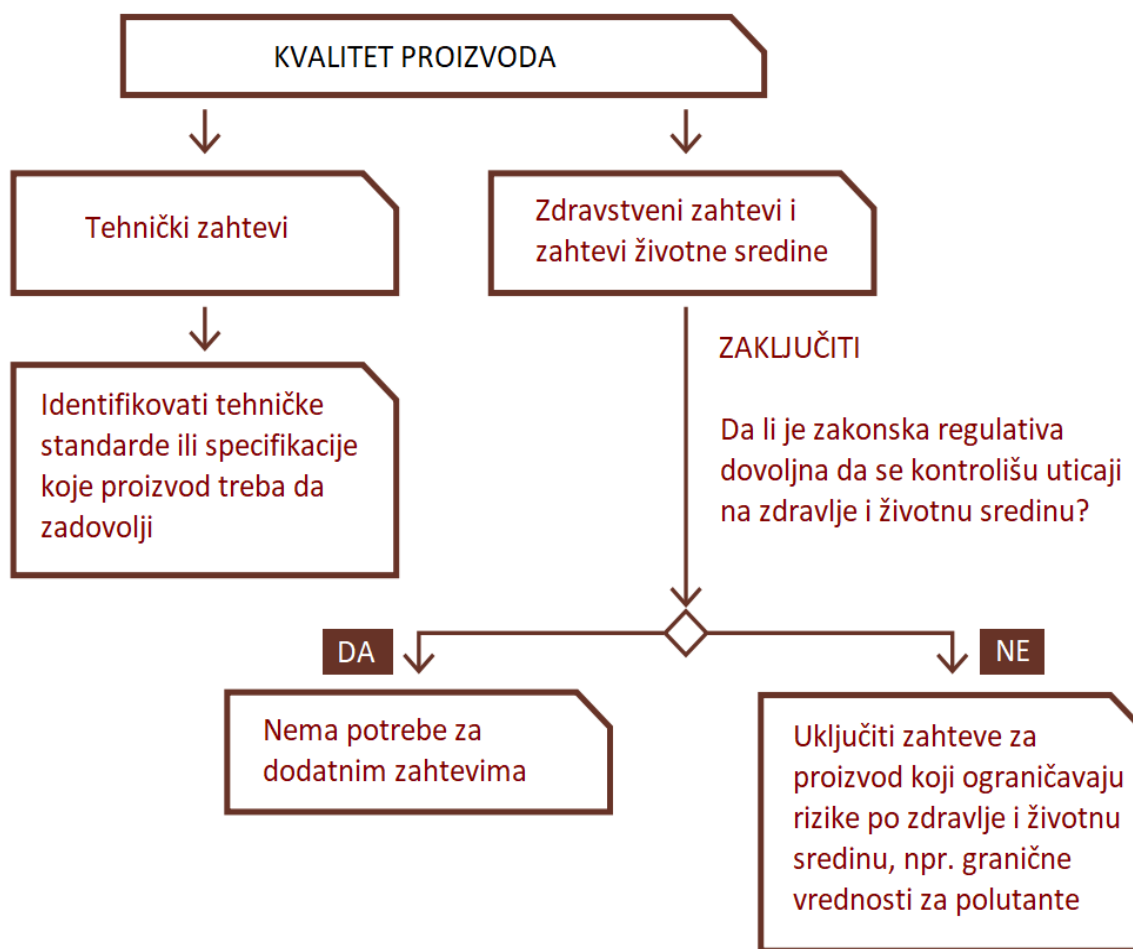 KVALITET PROIZVODA
Tehnički zahtevi
Zdravstveni zahtevi i
zahtevi životne sredine
Identifikovati tehničke
standarde ili specifikacije
koje proizvod treba da
zadovolji
ZAKLJUČITI
Da li je zakonska regulativa
dovoljna da se kontrolišu uticaji
na zdravlje i životnu sredinu?
DA
NE
Nema potrebe za
dodatnim zahtevima
Uključiti zahteve za
proizvod koji ograničavaju
rizike po zdravlje i životnu
sredinu, npr. granične
vrednosti za polutante